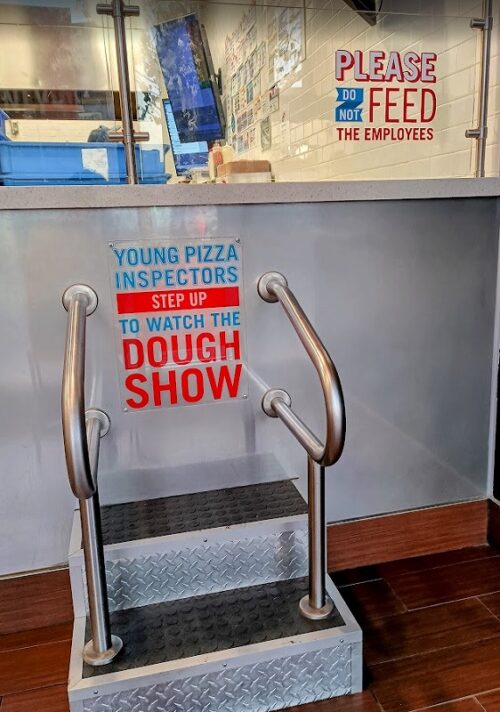 PLEASE
DO NOT FEED
THE EMPLOYEES
YOUNG PIZZA
INSPECTORS
STEP UP
TO WATCH THE
DOUGH
SHOW